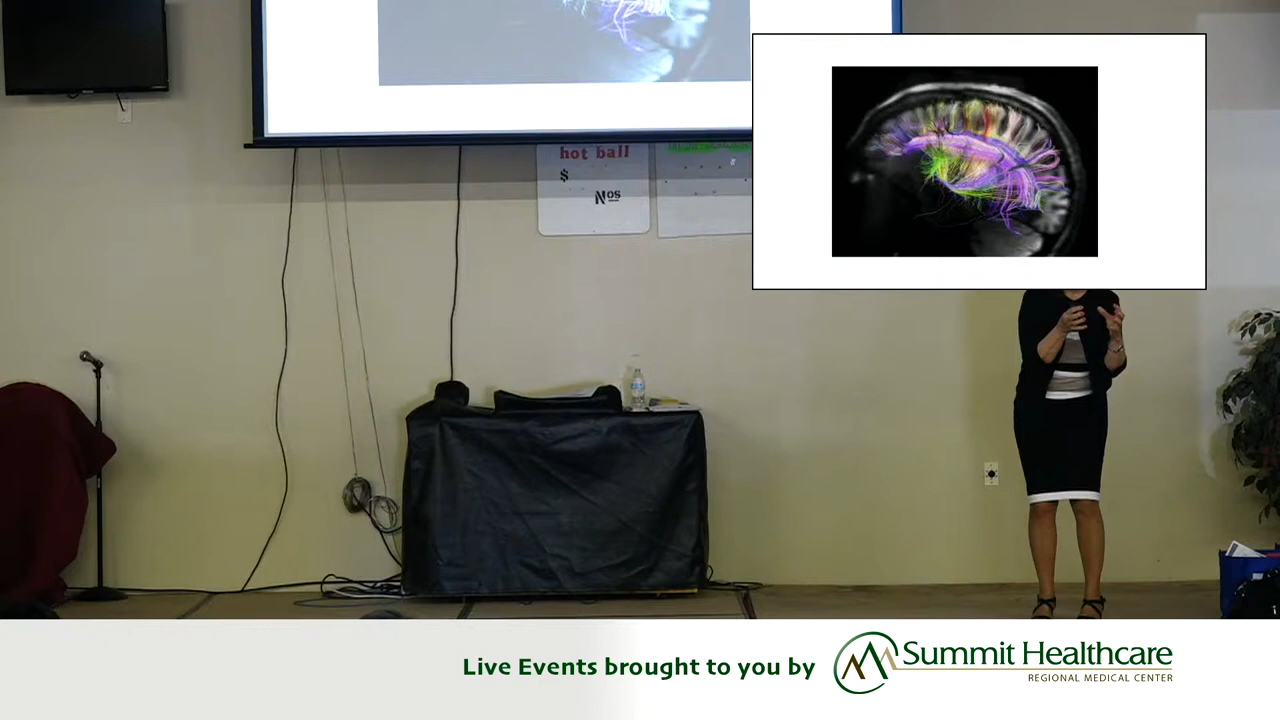 hot ball
$
Nos
Live Events brought to you by
Summit Healthcare
REGIONAL MEDICAL CENTER